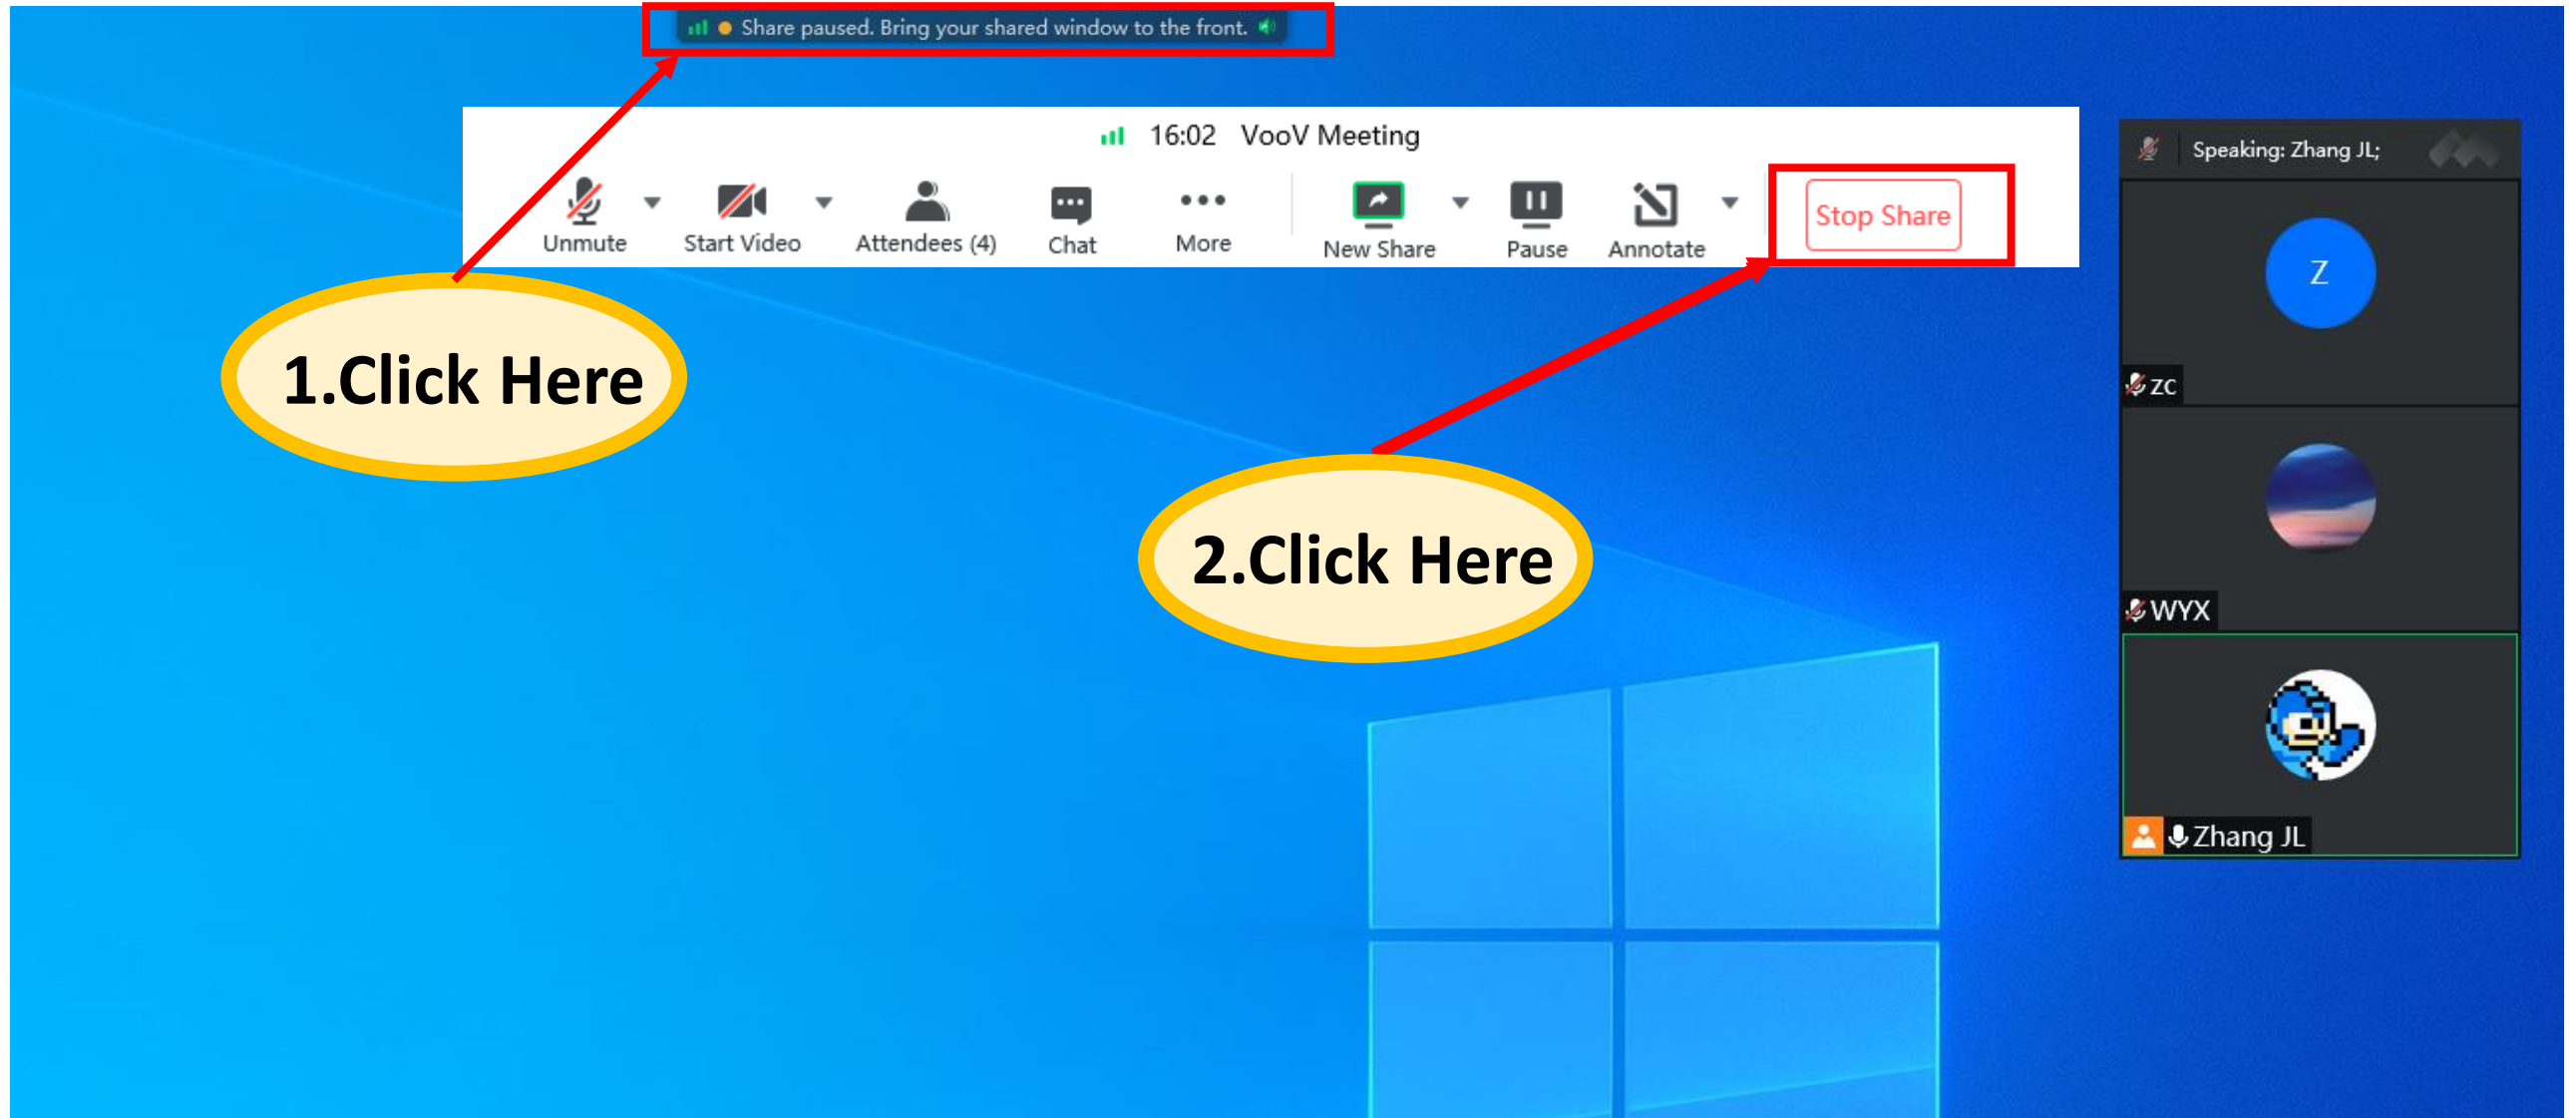 Share paused. Bring your shared window to the front.
16:02 VooV Meeting
Unmute
Start Video
Attendees (4)
Chat
More
New Share
Pause
Annotate
Stop Share
Speaking: Zhang JL;
Z
ZC
1.Click Here
2.Click Here
WYX
Zhang JL